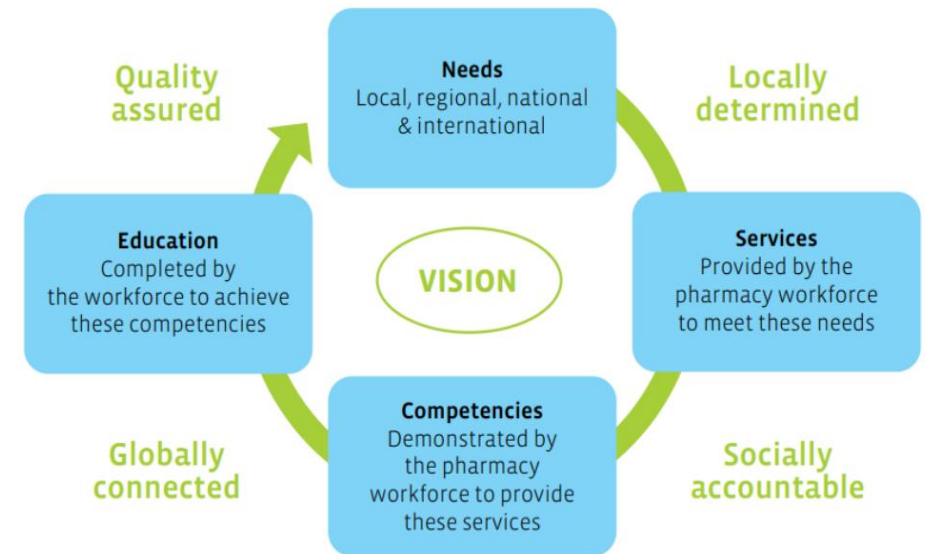 Quality
assured
Needs
Local, regional, national
& international
Locally
determined
Education
Completed by
the workforce to achieve
these competencies
VISION
Services
Provided by the
pharmacy workforce
to meet these needs
Globally
connected
Competencies
Demonstrated by
the pharmacy
workforce to provide
these services
Socially
accountable